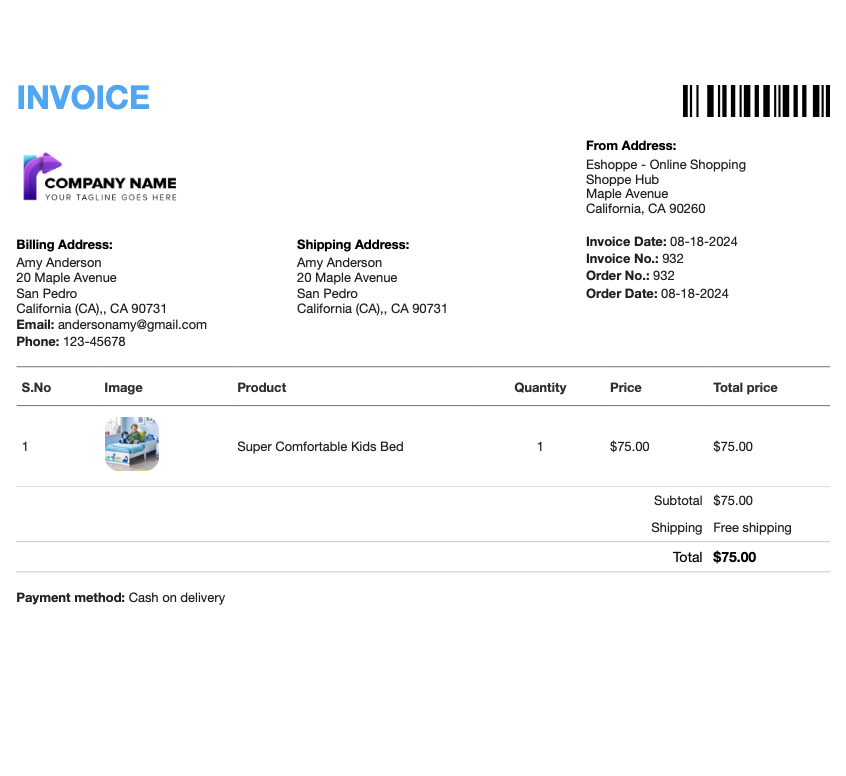 INVOICE
COMPANY NAME
YOUR TAGLINE GOES HERE
From Address:
Eshoppe - Online Shopping
Shoppe Hub
Maple Avenue
California, CA 90260
Billing Address:
Amy Anderson
20 Maple Avenue
San Pedro
California (CA),, CA 90731
Email: andersonamy@gmail.com
Phone: 123-45678
Shipping Address:
Amy Anderson
20 Maple Avenue
San Pedro
California (CA),, CA 90731
Invoice Date: 08-18-2024
Invoice No.: 932
Order No.: 932
Order Date: 08-18-2024
S.No Image Product Quantity Price Total price
1 Super Comfortable Kids Bed 1 $75.00 $75.00
Subtotal $75.00
Shipping Free shipping
Total $75.00
Payment method: Cash on delivery